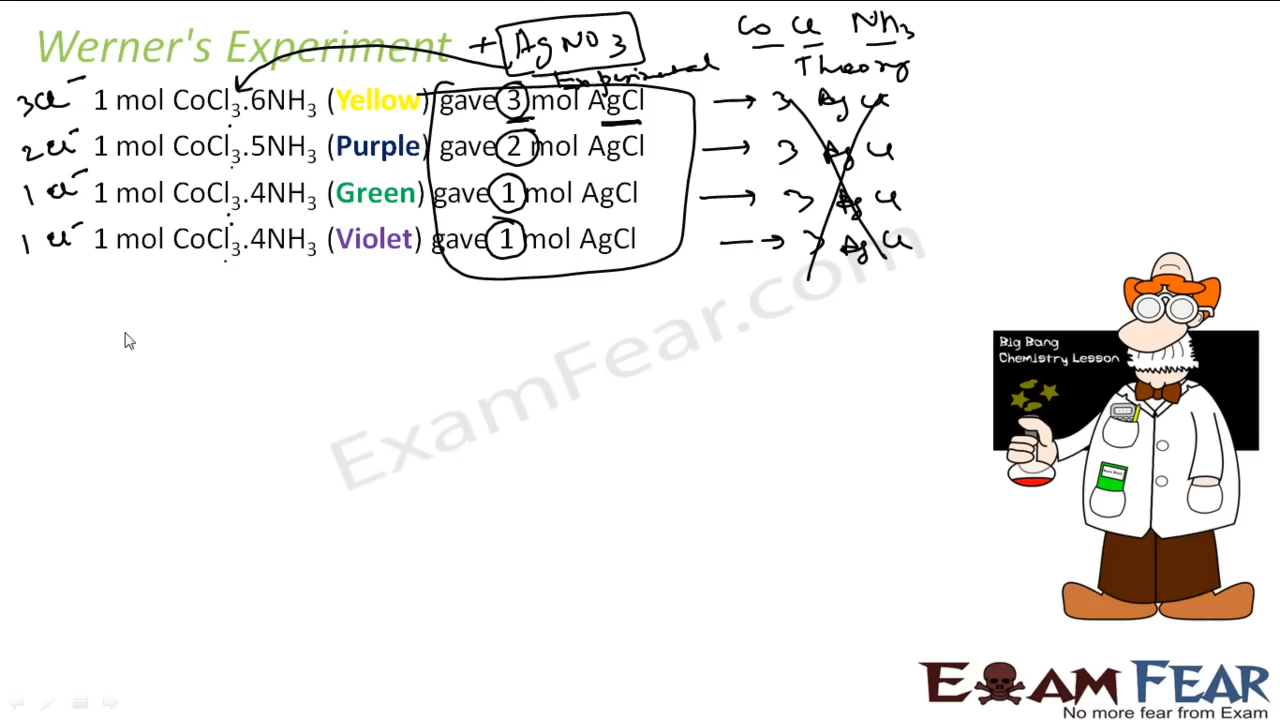 Co Cl NH3
Werner's Experiment + AgNO3
Theory
Experimental
3Cl⁻ 1 mol CoCl₃.6NH₃ (Yellow) gave 3 mol AgCl → 3 AgCl
2Cl⁻ 1 mol CoCl₃.5NH₃ (Purple) gave 2 mol AgCl → 3 AgCl
1Cl⁻ 1 mol CoCl₃.4NH₃ (Green) gave 1 mol AgCl → 3 AgCl
1Cl⁻ 1 mol CoCl₃.4NH₃ (Violet) gave 1 mol AgCl → 3 AgCl
ExamFear.com
Big Bang
Chemistry Lesson
EXAM FEAR
No more fear from Exam